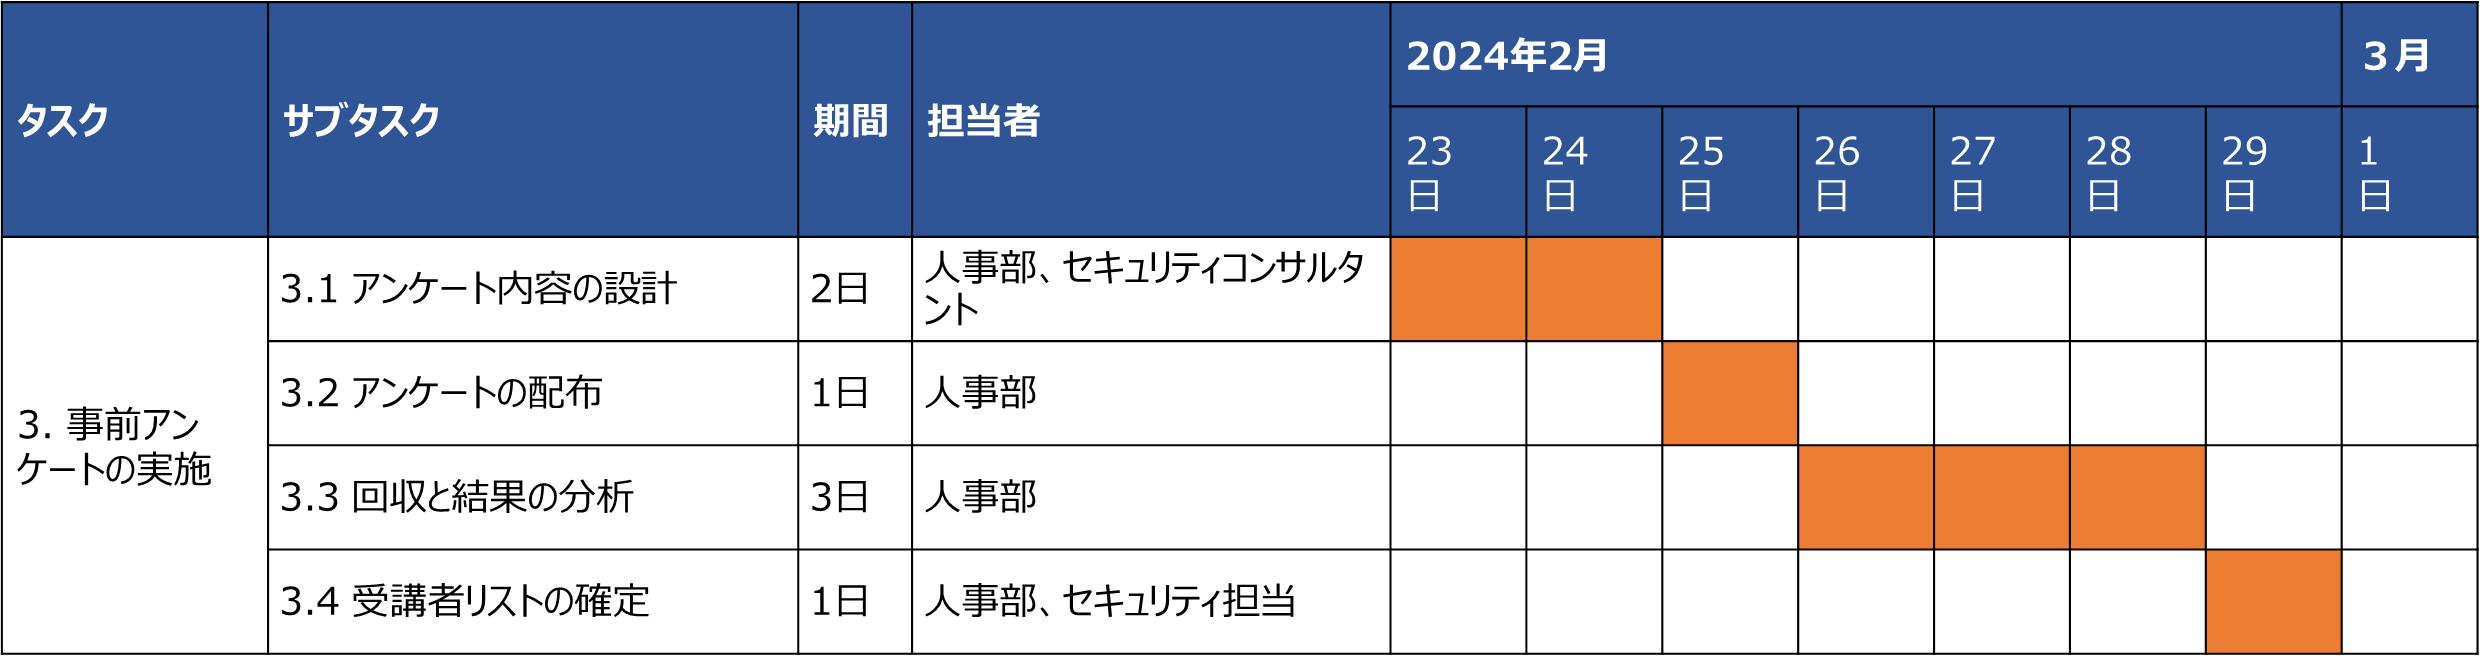 タスク
サブタスク
期間
担当者
2024年2月
３月
23
日
24
日
25
日
26
日
27
日
28
日
29
日
1
日
3. 事前アン
ケートの実施
3.1 アンケート内容の設計
2日
人事部、セキュリティコンサルタ
ント
3.2 アンケートの配布
1日
人事部
3.3 回収と結果の分析
3日
人事部
3.4 受講者リストの確定
1日
人事部、セキュリティ担当